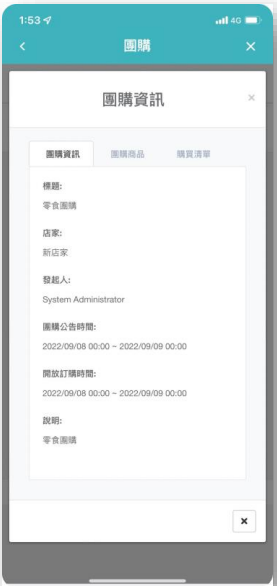 1:53
4G
團購
團購資訊
×
團購資訊 團購商品 購買清單
標題:
零食團購
店家:
新店家
發起人:
System Administrator
團購公告時間:
2022/09/08 00:00 ~ 2022/09/09 00:00
開放訂購時間:
2022/09/08 00:00 ~ 2022/09/09 00:00
說明:
零食團購